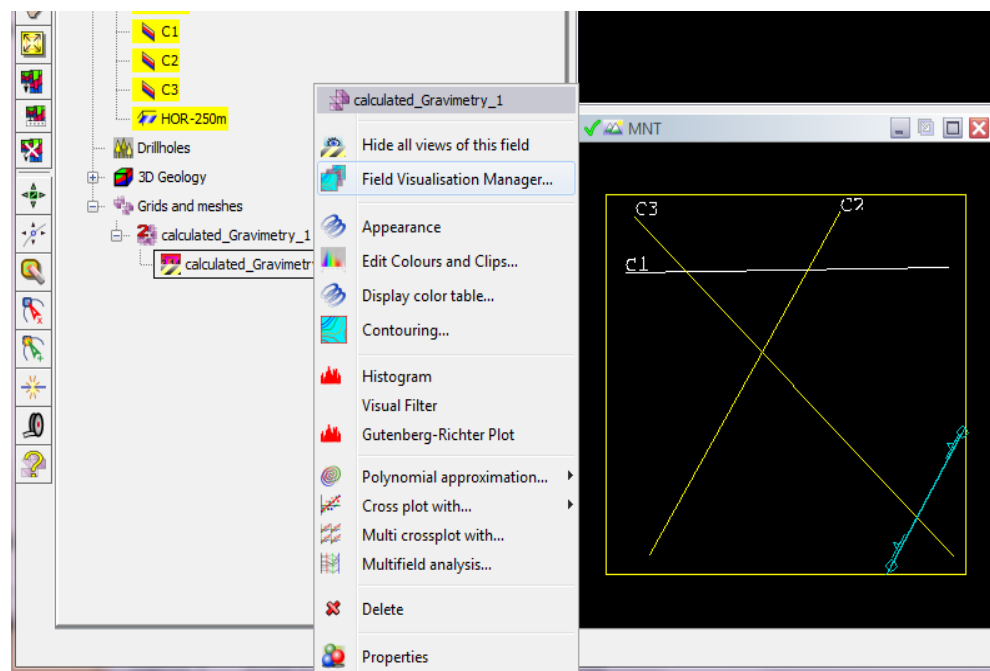 C1
C2
C3
HOR-250m
Drillholes
3D Geology
Grids and meshes
calculated_Gravimetry_1
calculated_Gravimetr
calculated_Gravimetry_1
Hide all views of this field
Field Visualisation Manager...
Appearance
Edit Colours and Clips...
Display color table...
Contouring...
Histogram
Visual Filter
Gutenberg-Richter Plot
Polynomial approximation...
Cross plot with...
Multi crossplot with...
Multifield analysis...
Delete
Properties
MNT
C3
C2
C1